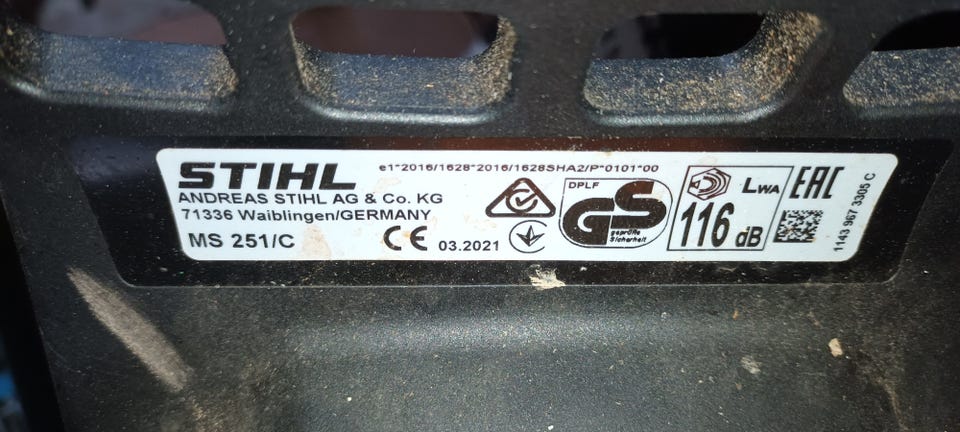 e1*2016/1628*2016/1628SHA2/P*0101*00
STIHL
ANDREAS STIHL AG & Co. KG
71336 Waiblingen/GERMANY
MS 251/C
CE 03.2021
DPLF
GS
geprüfte
Sicherheit
LWA
116 dB
EAC
1143 967 3305 C